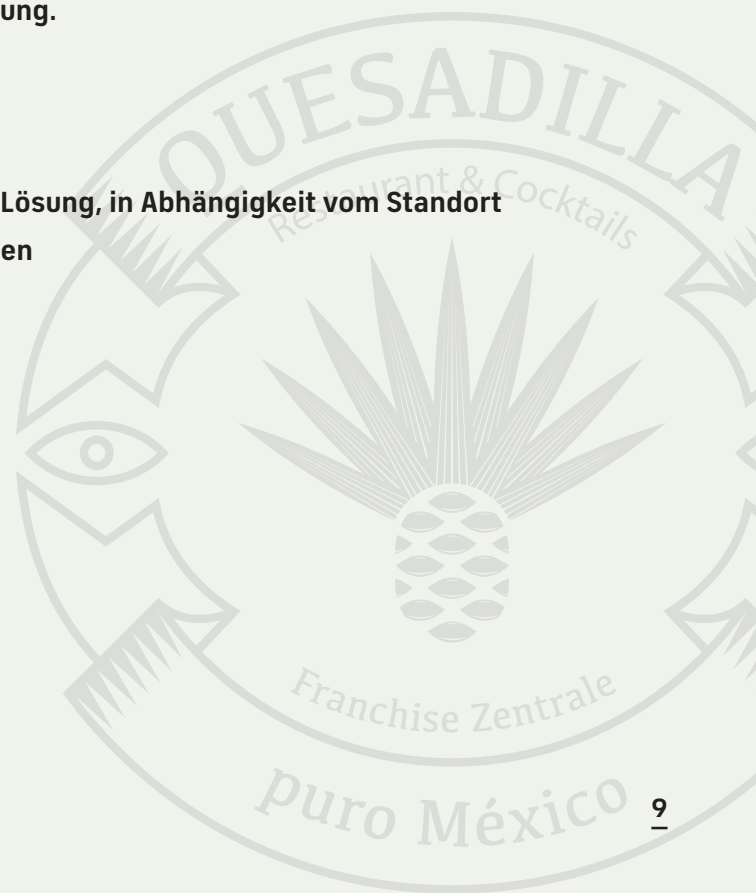 ung.
QUESADILLA
Restaurant & Cocktails
Lösung, in Abhängigkeit vom Standort
en
Franchise Zentrale
puro México
9